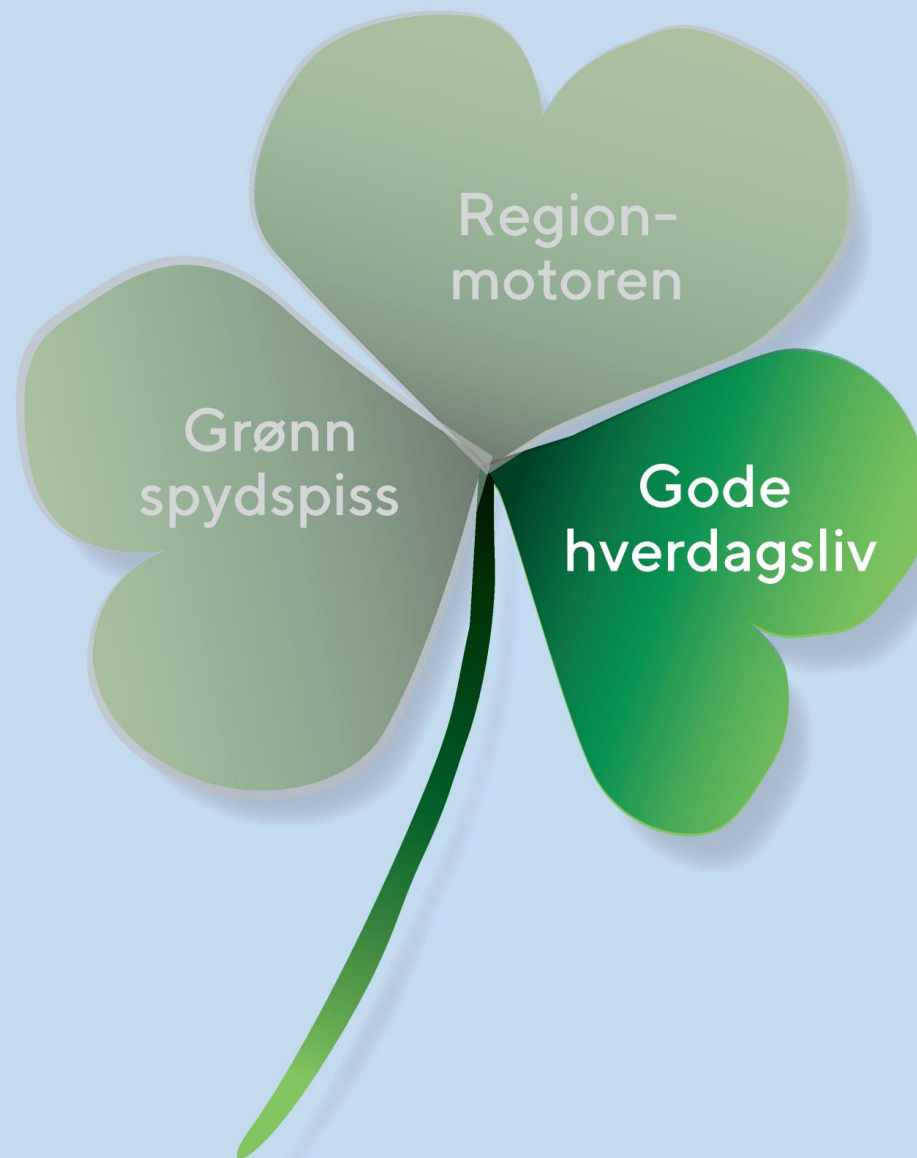 Region-
motoren
Grønn
spydspiss
Gode
hverdagsliv